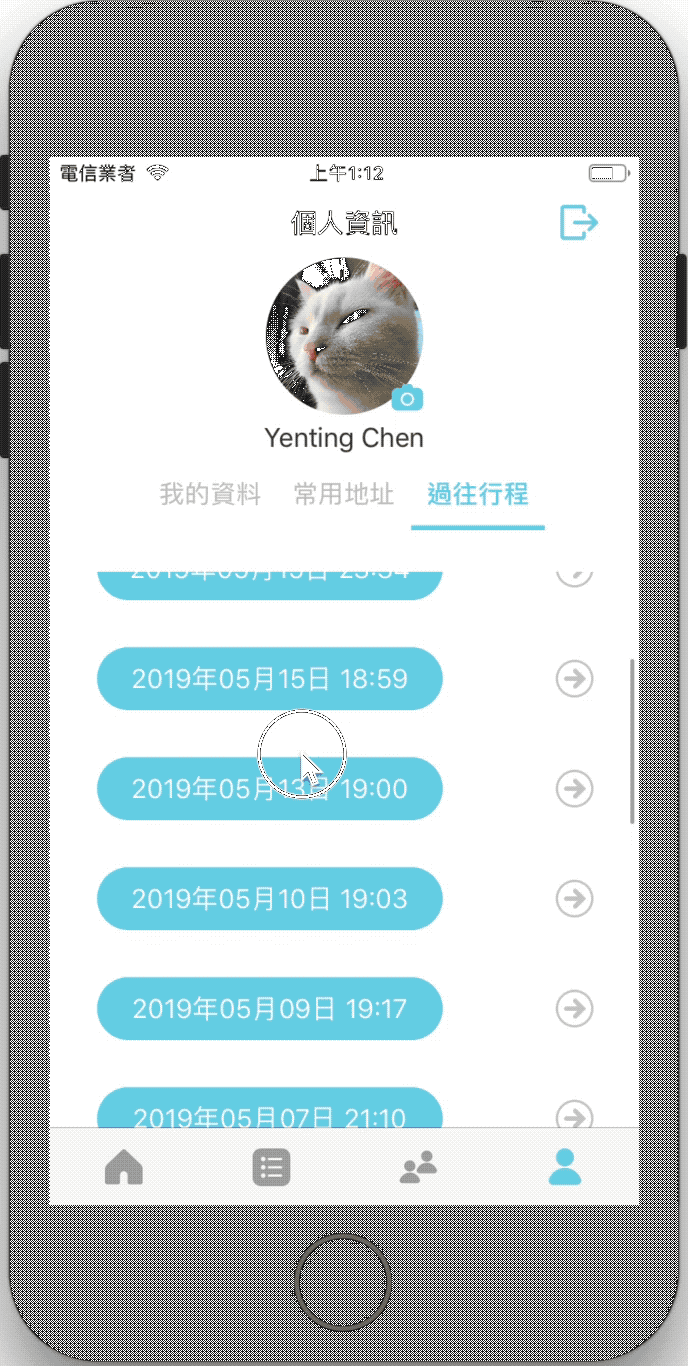 電信業者 上午1:12
個人資訊
Yenting Chen
我的資料 常用地址 過往行程
2019年05月15日 18:59
2019年05月13日 19:00
2019年05月10日 19:03
2019年05月09日 19:17
2019年05月07日 21:10